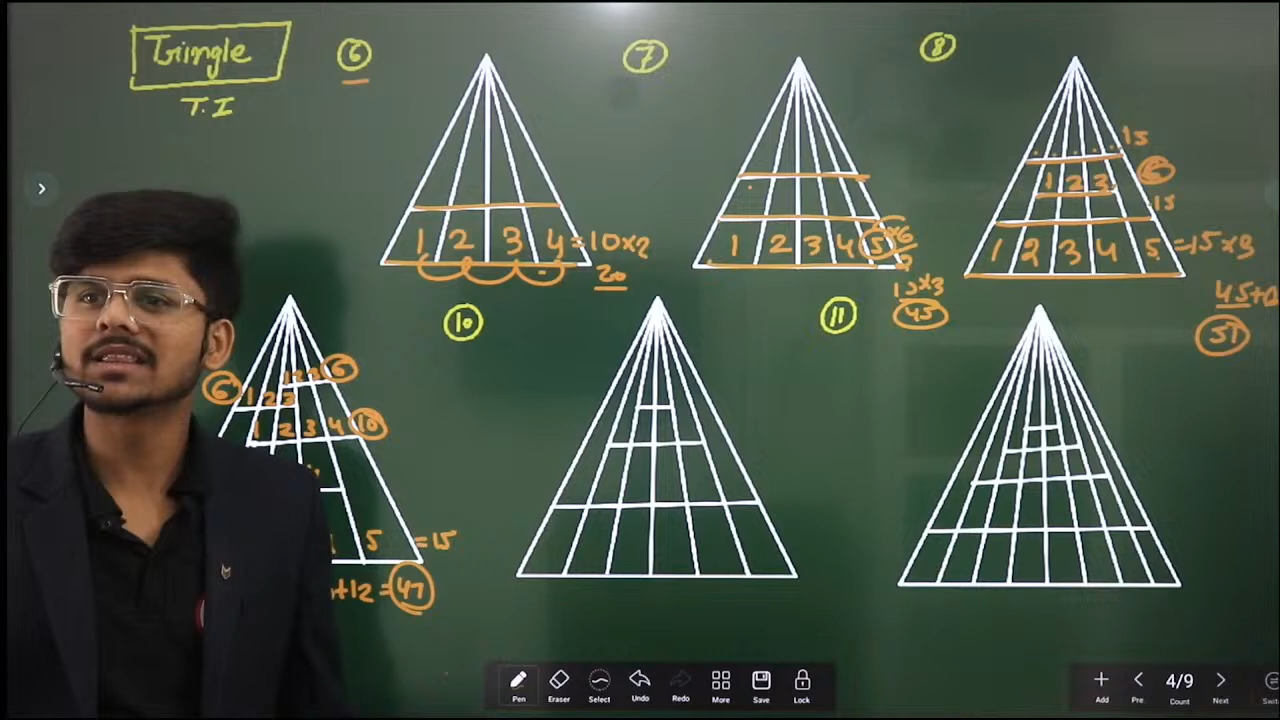 Triangle
T.I
6
7
8
1 2 3 4 = 10×2
20
1 2 3 4 5
15×3
45
15
1 2 3 6
15
1 2 3 4 5 = 15×3
45+
51
6 1 2 3
1 2 3 6
1 2 3 4 10
5 = 15
+12 = 47
10
11
Pen
Eraser
Select
Undo
Redo
More
Save
Lock
Add
Pre
4/9
Count
Next